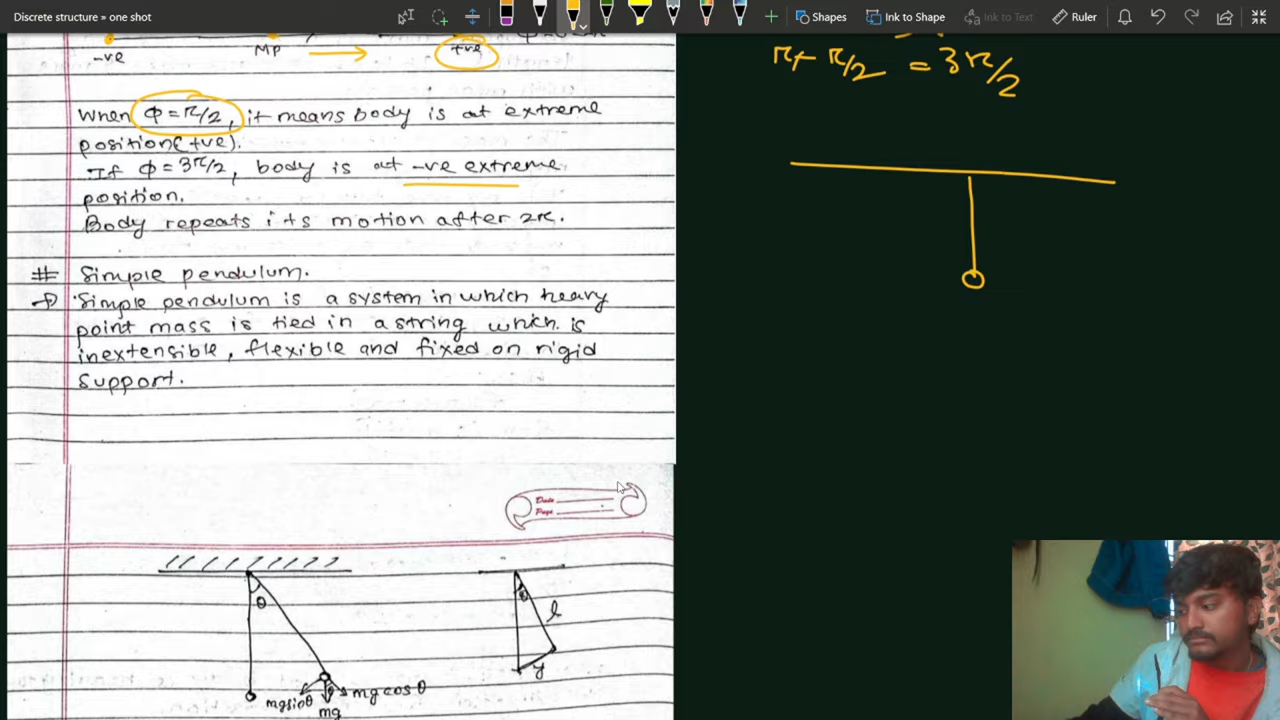 Discrete structure » one shot
Shapes
Ink to Shape
Ink to Text
Ruler
-ve
MP
+ve
When ϕ = π/2, it means body is at extreme
position(+ve).
If ϕ = 3π/2, body is at -ve extreme
position.
Body repeats its motion after 2π.
# Simple pendulum.
→ Simple pendulum is a system in which heavy
point mass is tied in a string which is
inextensible, flexible and fixed on rigid
support.
Date
Page
θ
mg sinθ
mg cos θ
mg
θ
l
y
π+π/2 = 3π/2